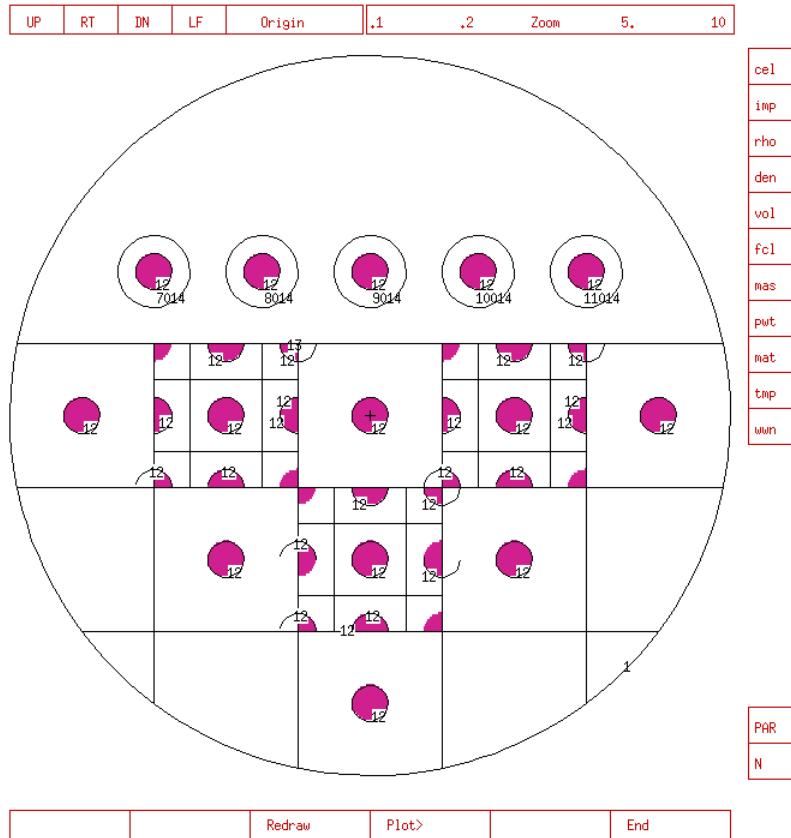 UP RT DN LF Origin .1 .2 Zoom 5. 10
cel
imp
rho
den
vol
fcl
mas
pwt
mat
tmp
wwn
12 12 12 12 12
7014 8014 9014 10014 11014
13
12 12 12 12
12 12
12 12 12 12 12 12
12 12 12 12 12
12 12
12
12 12 12 12
12 12
12
1
12
PAR
N
Redraw Plot> End